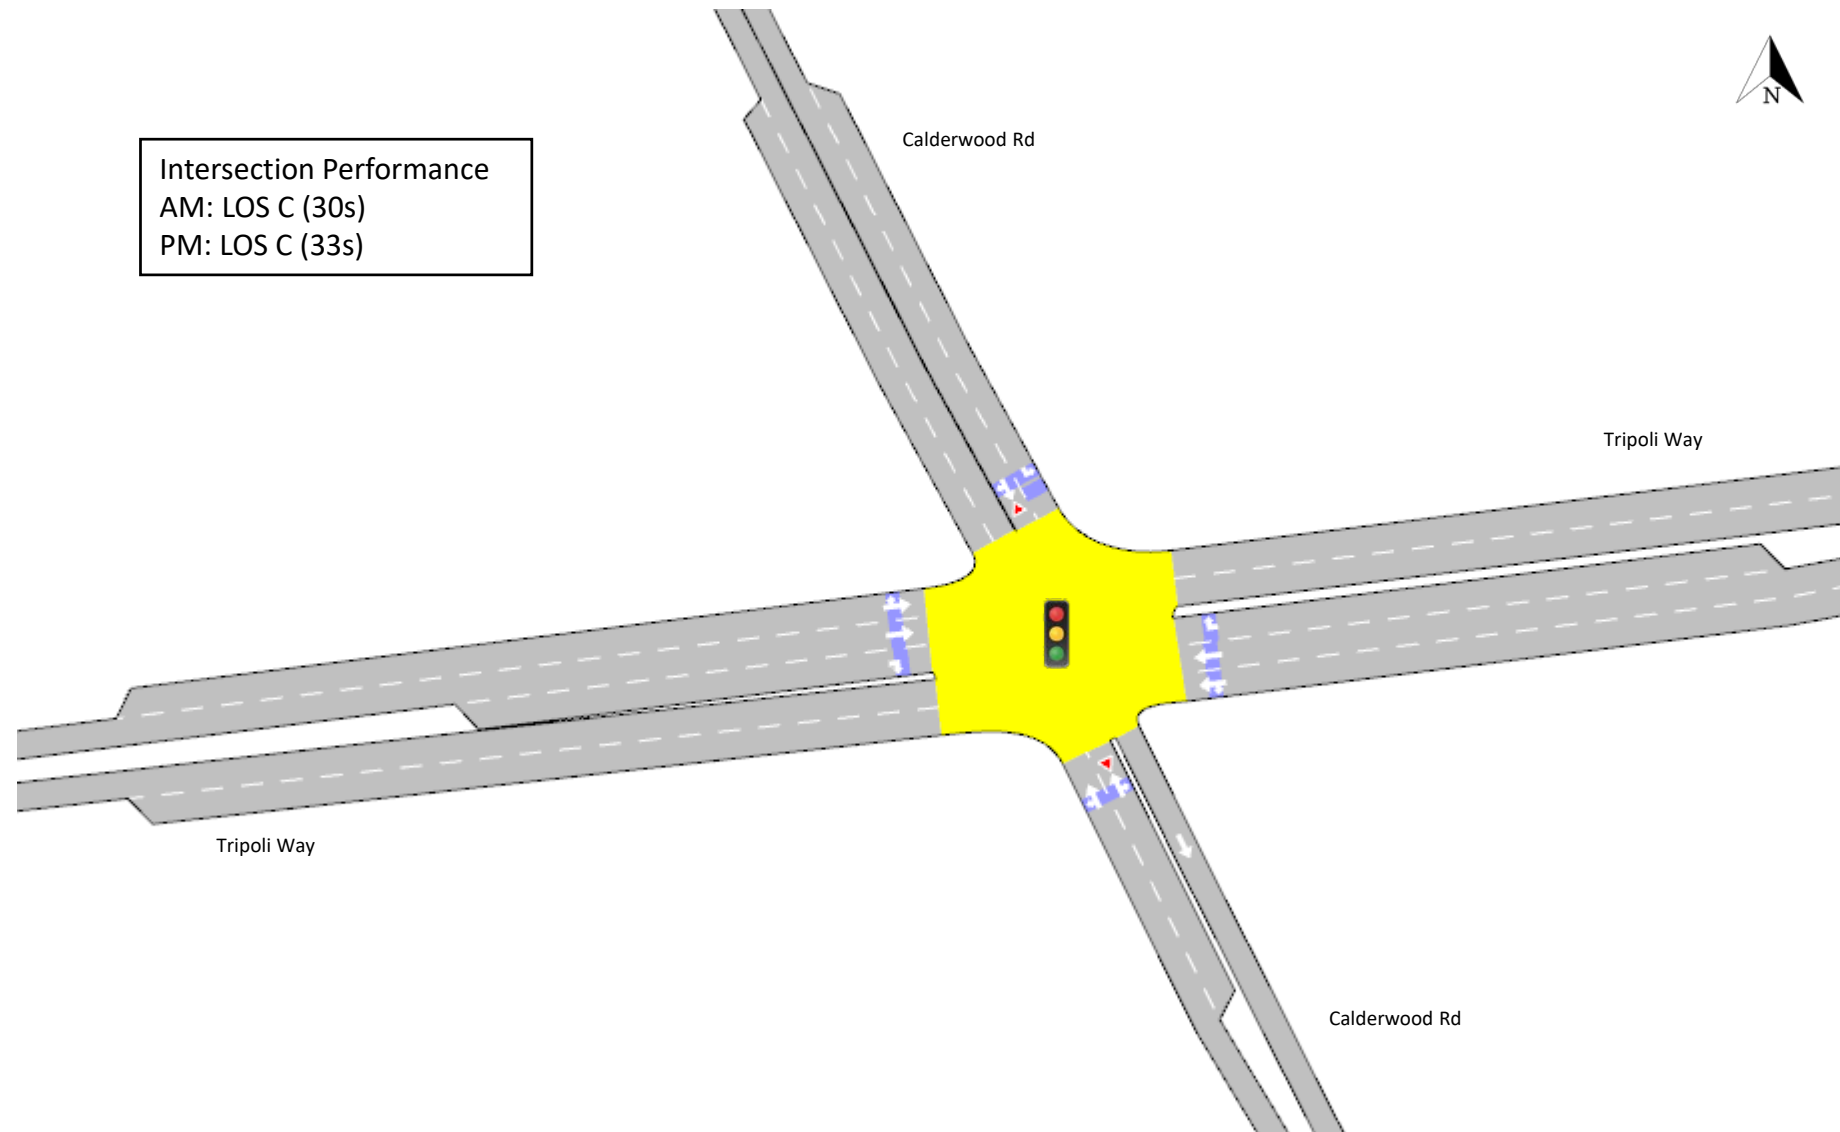 N
Calderwood Rd
Intersection Performance
AM: LOS C (30s)
PM: LOS C (33s)
Tripoli Way
Tripoli Way
Calderwood Rd